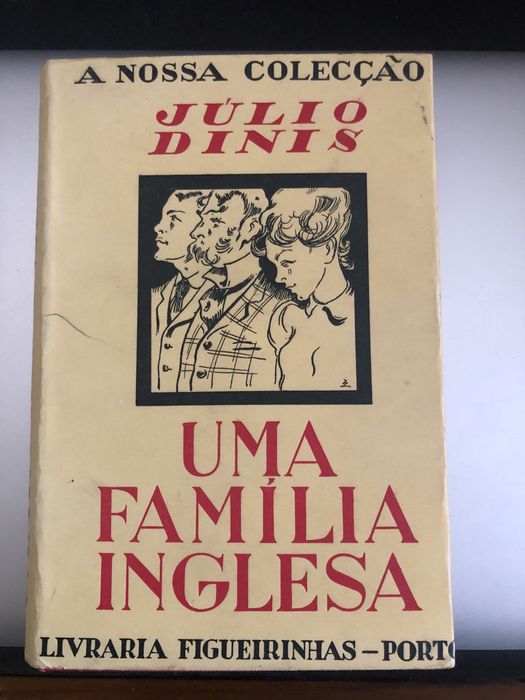 A NOSSA COLECÇÃO
JÚLIO
DINIS
UMA
FAMÍLIA
INGLESA
LIVRARIA FIGUEIRINHAS - PORTO